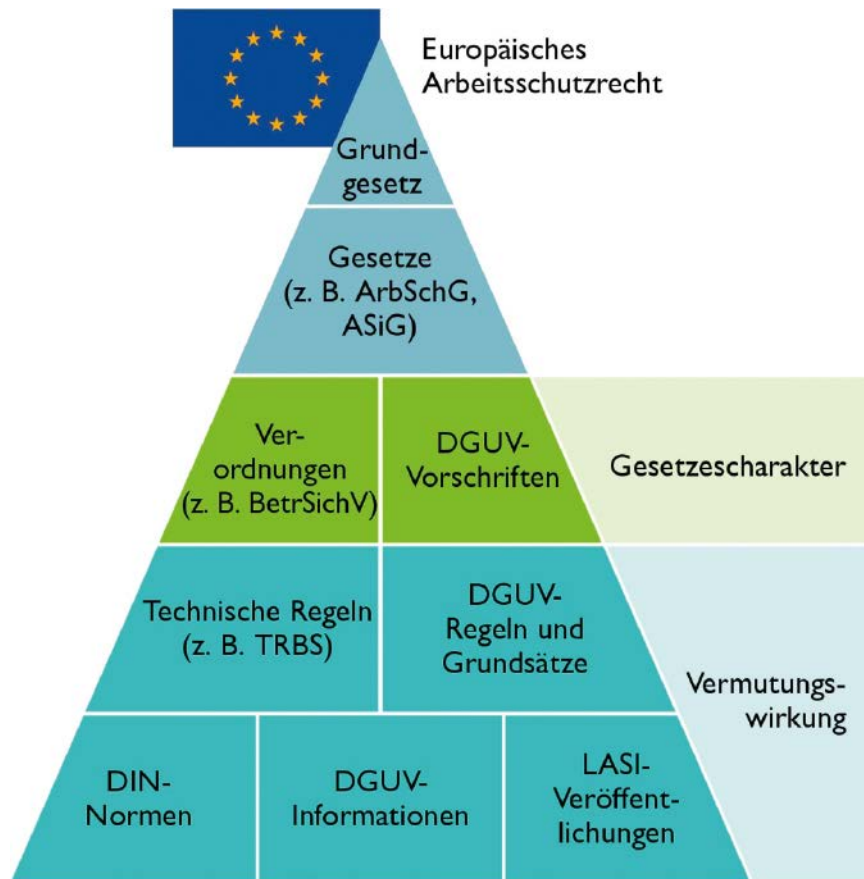 Europäisches
Arbeitsschutzrecht
Grund-
gesetz
Gesetze
(z. B. ArbSchG,
ASiG)
Ver-
ordnungen
(z. B. BetrSichV)
DGUV-
Vorschriften
Gesetzescharakter
Technische Regeln
(z. B. TRBS)
DGUV-
Regeln und
Grundsätze
Vermutungs-
wirkung
DIN-
Normen
DGUV-
Informationen
LASI-
Veröffent-
lichungen